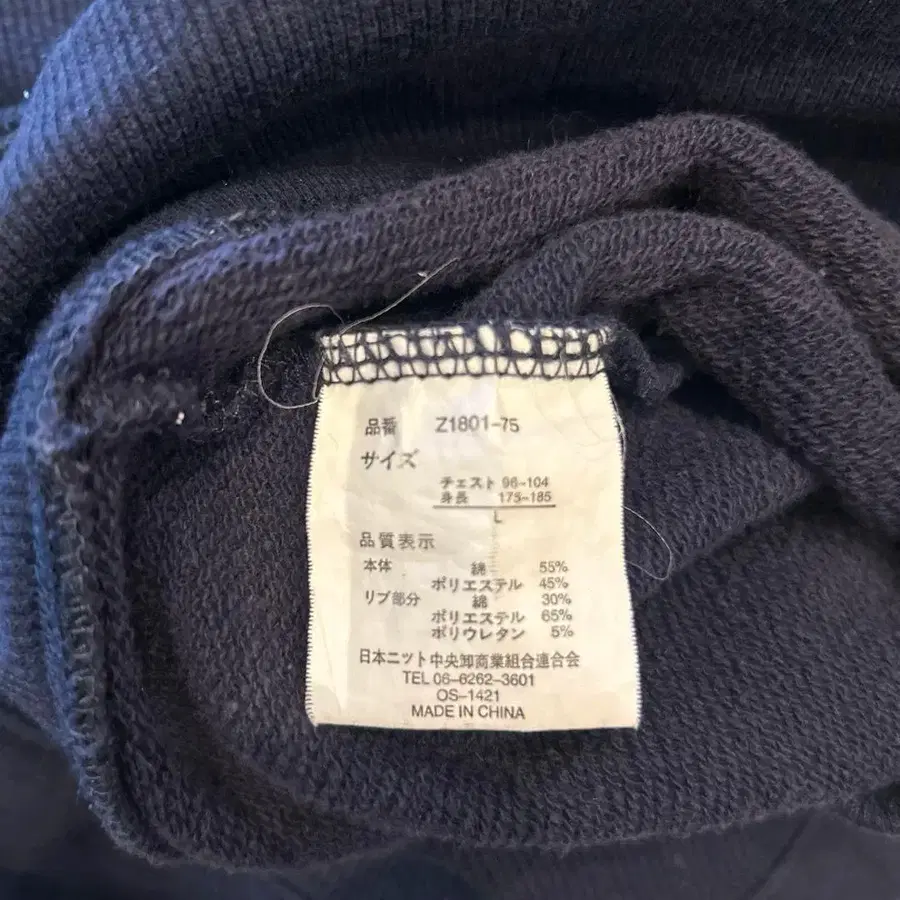 品番 Z1801-75
サイズ
チェスト 96~104
身長 175~185
L
品質表示
本体 綿 55%
ポリエステル 45%
リブ部分 綿 30%
ポリエステル 65%
ポリウレタン 5%
日本ニット中央卸商業組合連合会
TEL 06-6262-3601
OS-1421
MADE IN CHINA